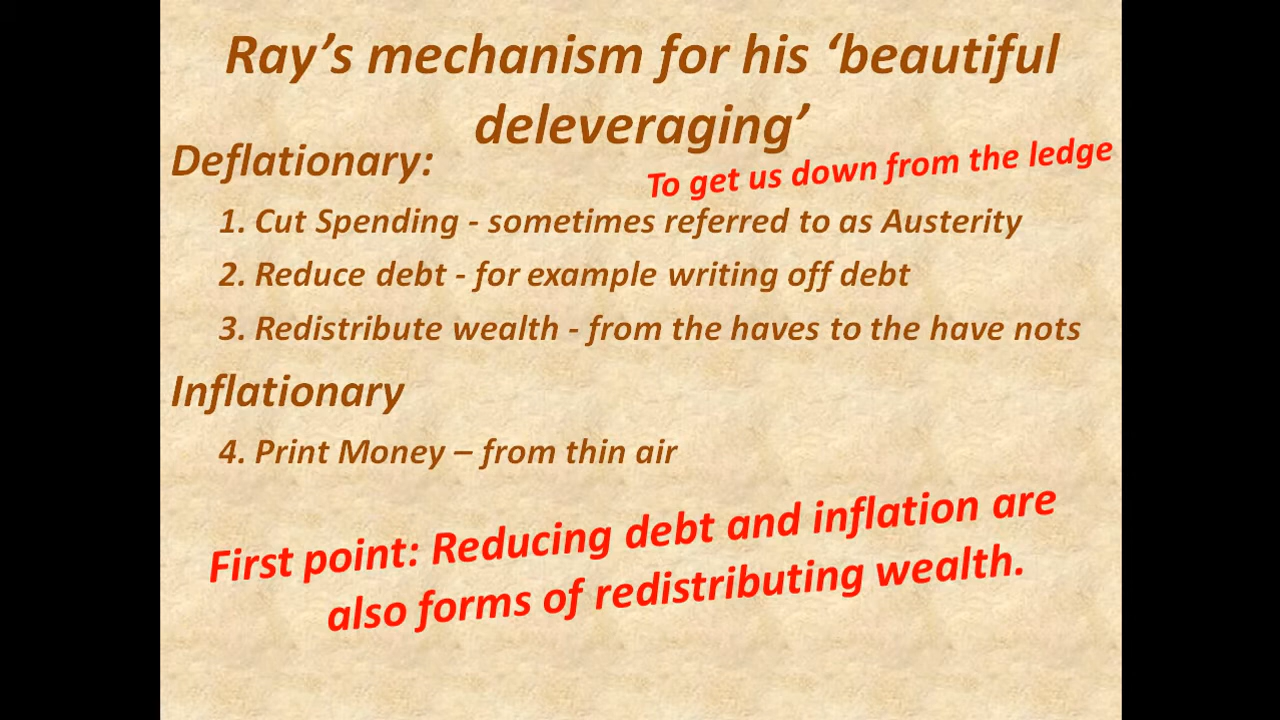 Ray’s mechanism for his ‘beautiful
deleveraging’
Deflationary:
To get us down from the ledge
1. Cut Spending - sometimes referred to as Austerity
2. Reduce debt - for example writing off debt
3. Redistribute wealth - from the haves to the have nots
Inflationary
4. Print Money – from thin air
First point: Reducing debt and inflation are
also forms of redistributing wealth.